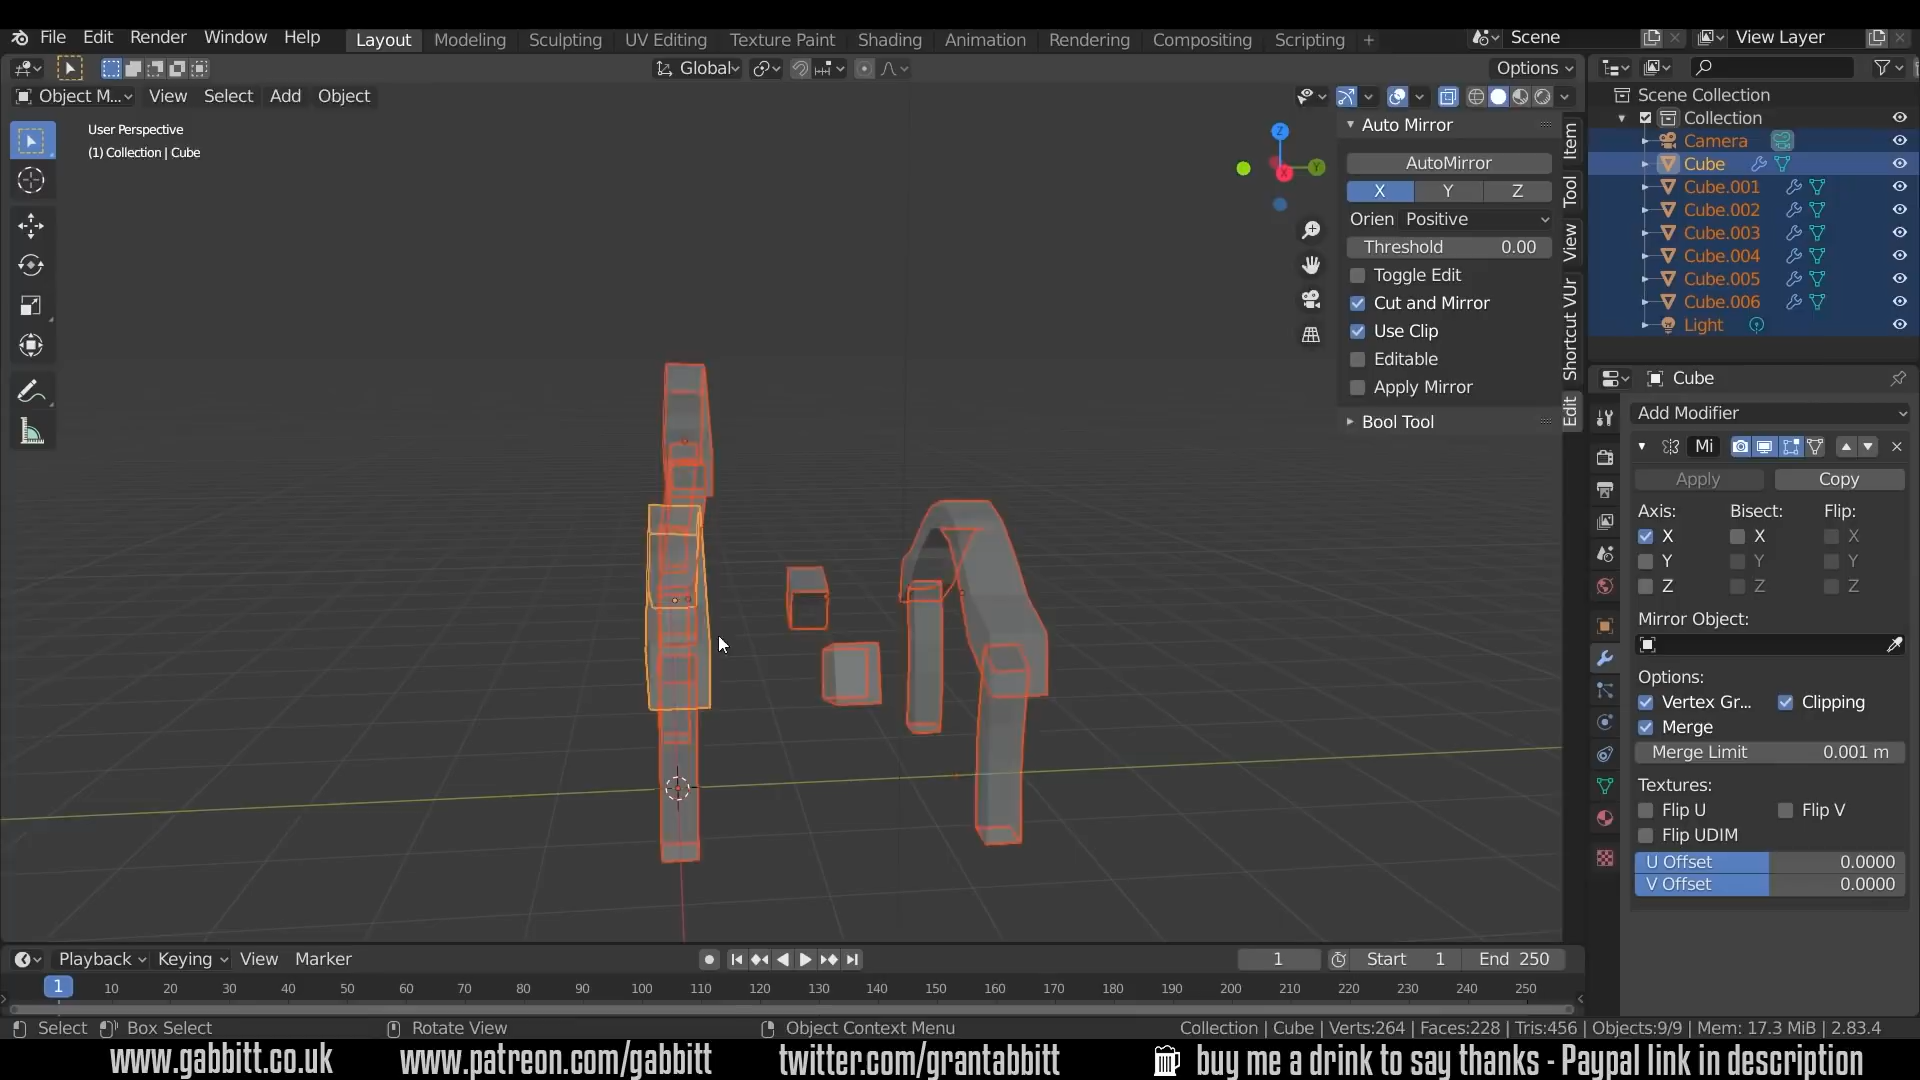 File Edit Render Window Help Layout Modeling Sculpting UV Editing Texture Paint Shading Animation Rendering Compositing Scripting + Scene View Layer
Global Options
Object M... View Select Add Object
User Perspective
(1) Collection | Cube
Z
Y
X
Auto Mirror
AutoMirror
X Y Z
Orien Positive
Threshold 0.00
Toggle Edit
Cut and Mirror
Use Clip
Editable
Apply Mirror
Bool Tool
Item
Tool
View
Shortcut VUr
Edit
Scene Collection
Collection
Camera
Cube
Cube.001
Cube.002
Cube.003
Cube.004
Cube.005
Cube.006
Light
Cube
Add Modifier
Mi
Apply Copy
Axis: Bisect: Flip:
X X X
Y Y Y
Z Z Z
Mirror Object:
Options:
Vertex Gr... Clipping
Merge
Merge Limit 0.001 m
Textures:
Flip U Flip V
Flip UDIM
U Offset 0.0000
V Offset 0.0000
Playback Keying View Marker 1 Start 1 End 250
1 10 20 30 40 50 60 70 80 90 100 110 120 130 140 150 160 170 180 190 200 210 220 230 240 250
Select Box Select Rotate View Object Context Menu Collection | Cube | Verts:264 | Faces:228 | Tris:456 | Objects:9/9 | Mem: 17.3 MiB | 2.83.4
www.gabbitt.co.uk www.patreon.com/gabbitt twitter.com/grantabbitt buy me a drink to say thanks - Paypal link in description